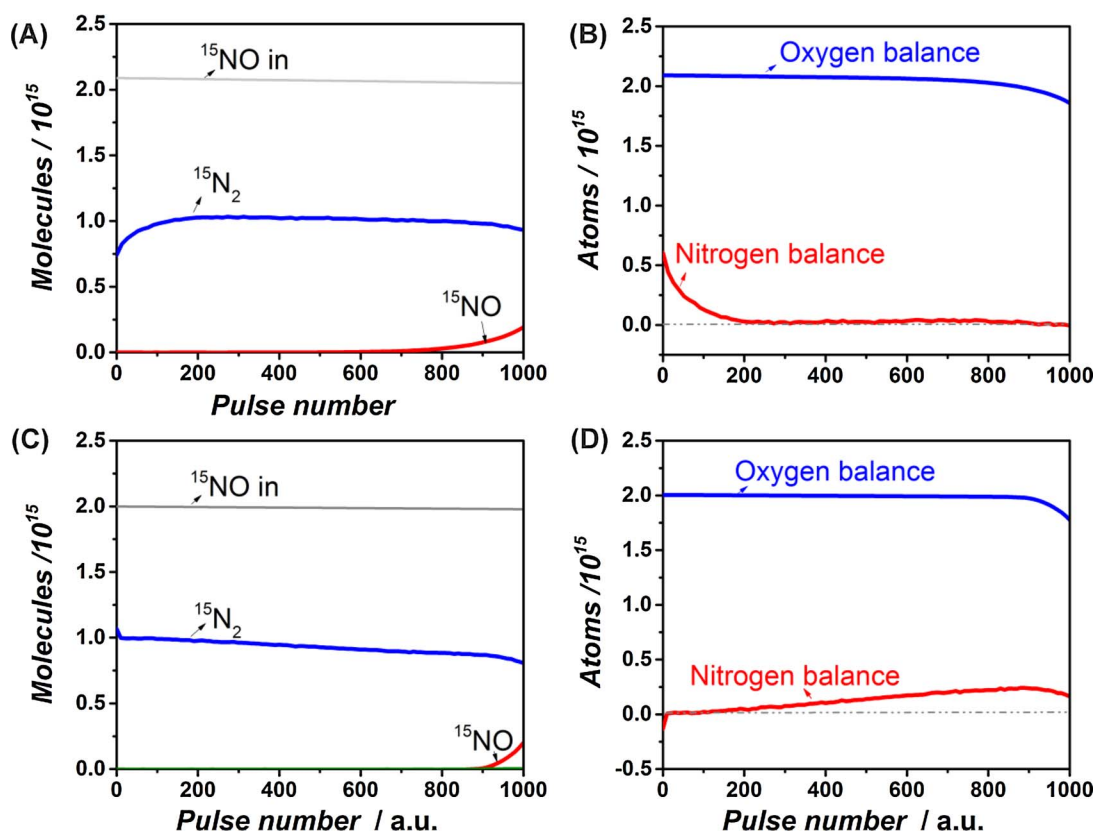 (A)
2.5
2.0
1.5
1.0
0.5
0.0
Molecules / 10^15
^15NO in
^15N_2
^15NO
0 200 400 600 800 1000
Pulse number
(B)
2.5
2.0
1.5
1.0
0.5
0.0
Atoms / 10^15
Oxygen balance
Nitrogen balance
0 200 400 600 800 1000
(C)
2.5
2.0
1.5
1.0
0.5
0.0
Molecules /10^15
^15NO in
^15N_2
^15NO
0 200 400 600 800 1000
Pulse number / a.u.
(D)
2.5
2.0
1.5
1.0
0.5
0.0
-0.5
Atoms /10^15
Oxygen balance
Nitrogen balance
0 200 400 600 800 1000
Pulse number / a.u.